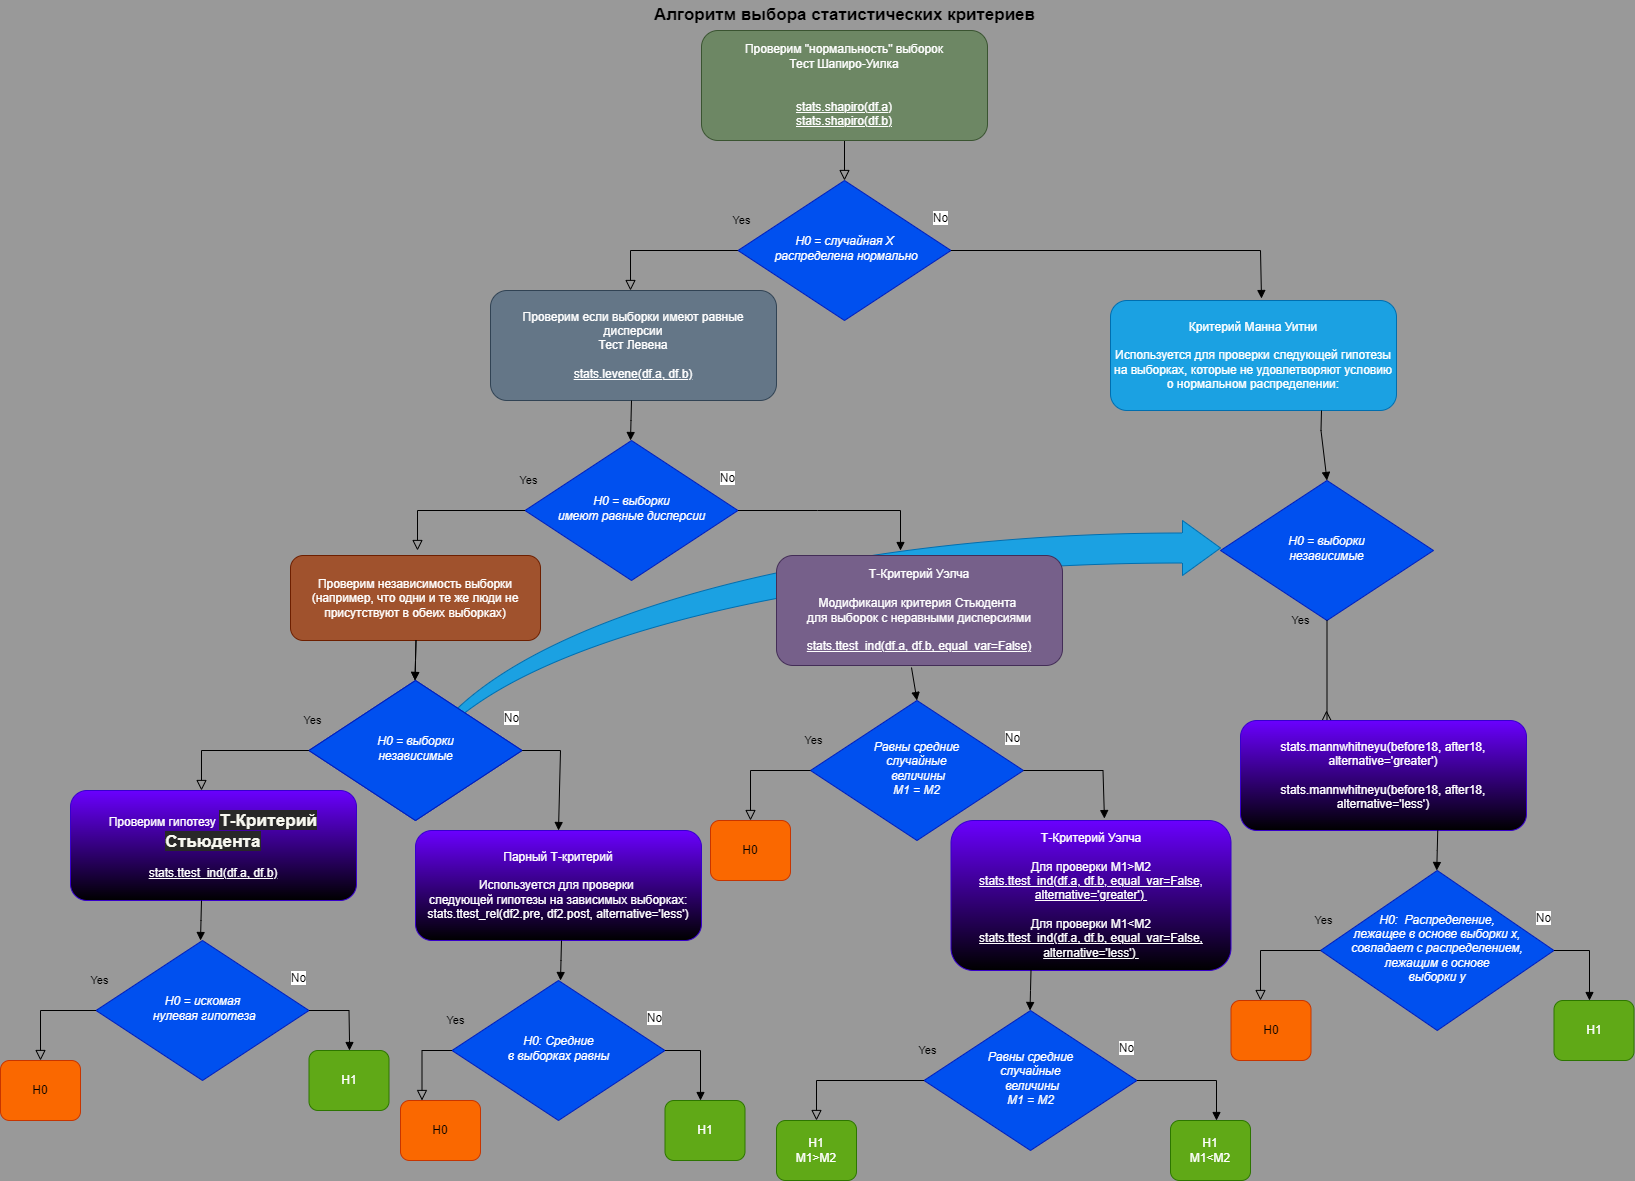 Алгоритм выбора статистических критериев
Проверим "нормальность" выборок
Тест Шапиро-Уилка
stats.shapiro(df.a)
stats.shapiro(df.b)
Yes
No
H0 = случайная X
распределена нормально
Проверим если выборки имеют равные
дисперсии
Тест Левена
stats.levene(df.a, df.b)
Критерий Манна Уитни
Используется для проверки следующей гипотезы
на выборках, которые не удовлетворяют условию
о нормальном распределении:
Yes
No
H0 = выборки
имеют равные дисперсии
H0 = выборки
независимые
Yes
Проверим независимость выборки
(например, что одни и те же люди не
присутствуют в обеих выборках)
Т-Критерий Уэлча
Модификация критерия Стьюдента
для выборок с неравными дисперсиями
stats.ttest_ind(df.a, df.b, equal_var=False)
Yes
No
H0 = выборки
независимые
Yes
No
Равны средние
случайные
величины
M1 = M2
stats.mannwhitneyu(before18, after18,
alternative='greater')
stats.mannwhitneyu(before18, after18,
alternative='less')
Проверим гипотезу Т-Критерий
Стьюдента
stats.ttest_ind(df.a, df.b)
Парный Т-критерий
Используется для проверки
следующей гипотезы на зависимых выборках:
stats.ttest_rel(df2.pre, df2.post, alternative='less')
H0
Т-Критерий Уэлча
Для проверки M1>M2
stats.ttest_ind(df.a, df.b, equal_var=False,
alternative='greater')
Для проверки M1<M2
stats.ttest_ind(df.a, df.b, equal_var=False,
alternative='less')
Yes
No
H0: Распределение,
лежащее в основе выборки x,
совпадает с распределением,
лежащим в основе
выборки y
H0
H1
Yes
No
H0 = искомая
нулевая гипотеза
H0
H1
Yes
No
H0: Средние
в выборках равны
H0
H1
Yes
No
Равны средние
случайные
величины
M1 = M2
H1
M1>M2
H1
M1<M2